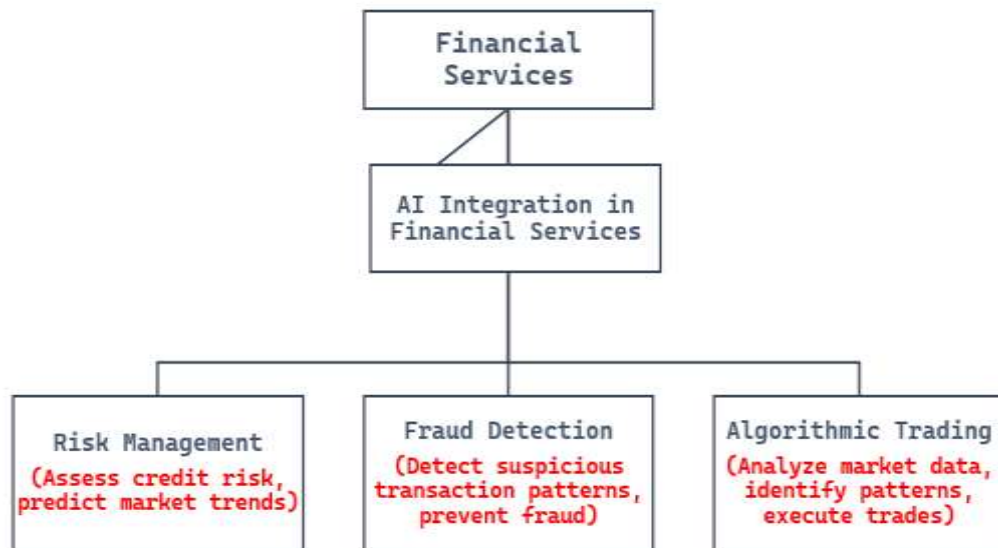 Financial
Services
AI Integration in
Financial Services
Risk Management
(Assess credit risk,
predict market trends)
Fraud Detection
(Detect suspicious
transaction patterns,
prevent fraud)
Algorithmic Trading
(Analyze market data,
identify patterns,
execute trades)